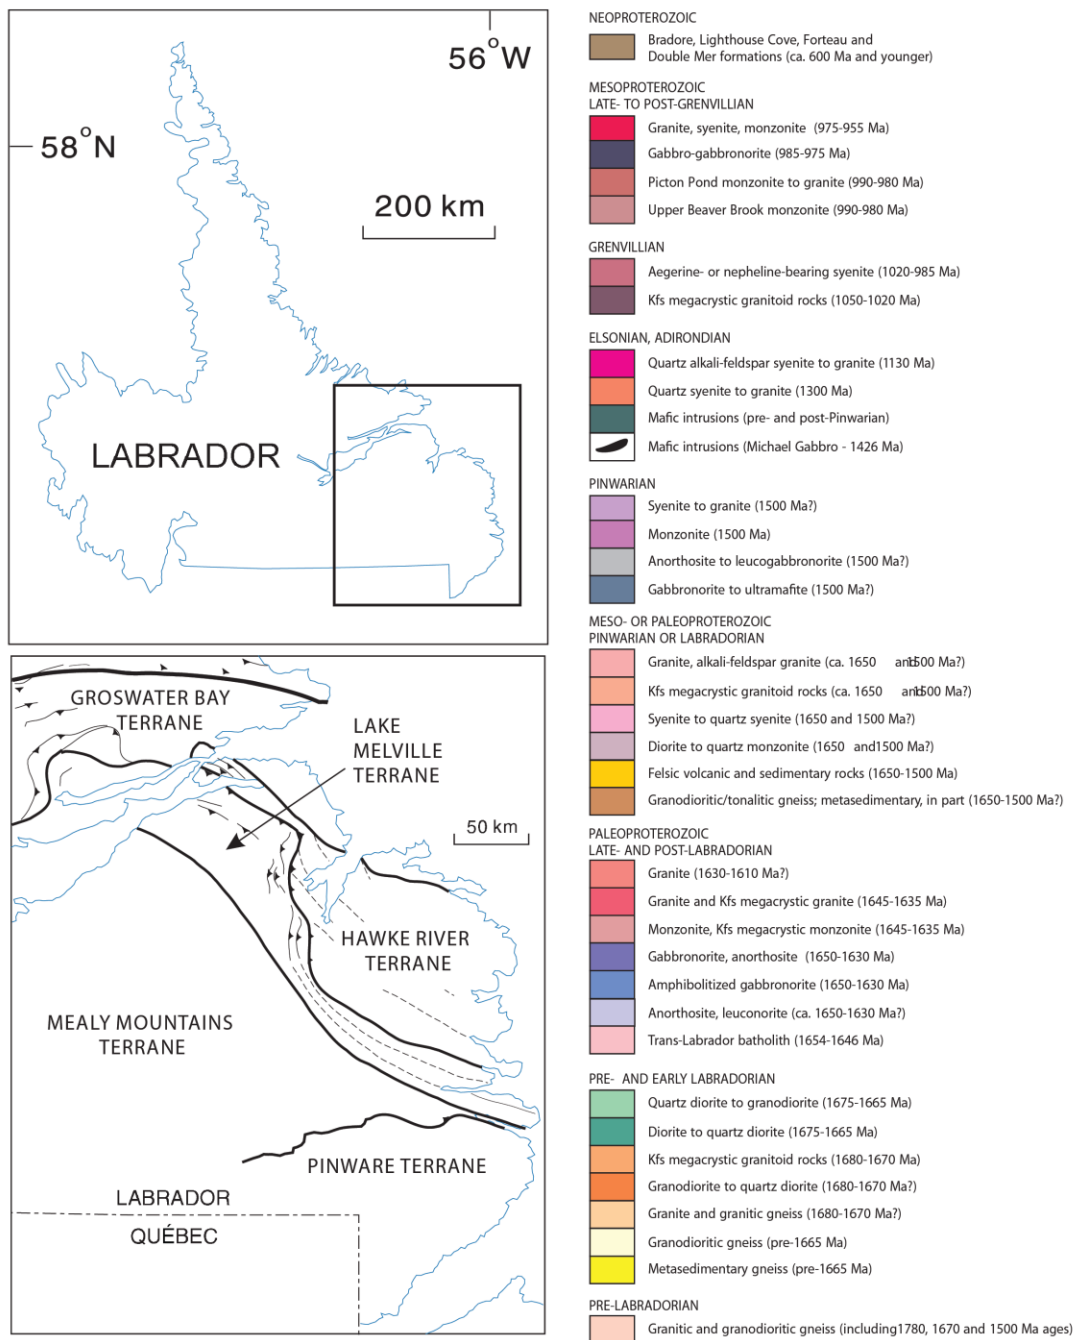 56°W
58°N
200 km
LABRADOR
GROSWATER BAY
TERRANE
LAKE
MELVILLE
TERRANE
50 km
HAWKE RIVER
TERRANE
MEALY MOUNTAINS
TERRANE
PINWARE TERRANE
LABRADOR
QUÉBEC
NEOPROTEROZOIC
Bradore, Lighthouse Cove, Forteau and
Double Mer formations (ca. 600 Ma and younger)
MESOPROTEROZOIC
LATE- TO POST-GRENVILLIAN
Granite, syenite, monzonite (975-955 Ma)
Gabbro-gabbronorite (985-975 Ma)
Picton Pond monzonite to granite (990-980 Ma)
Upper Beaver Brook monzonite (990-980 Ma)
GRENVILLIAN
Aegerine- or nepheline-bearing syenite (1020-985 Ma)
Kfs megacrystic granitoid rocks (1050-1020 Ma)
ELSONIAN, ADIRONDIAN
Quartz alkali-feldspar syenite to granite (1130 Ma)
Quartz syenite to granite (1300 Ma)
Mafic intrusions (pre- and post-Pinwarian)
Mafic intrusions (Michael Gabbro - 1426 Ma)
PINWARIAN
Syenite to granite (1500 Ma?)
Monzonite (1500 Ma)
Anorthosite to leucogabbronorite (1500 Ma?)
Gabbronorite to ultramafite (1500 Ma?)
MESO- OR PALEOPROTEROZOIC
PINWARIAN OR LABRADORIAN
Granite, alkali-feldspar granite (ca. 1650 and 1500 Ma?)
Kfs megacrystic granitoid rocks (ca. 1650 and 1500 Ma?)
Syenite to quartz syenite (1650 and 1500 Ma?)
Diorite to quartz monzonite (1650 and1500 Ma?)
Felsic volcanic and sedimentary rocks (1650-1500 Ma)
Granodioritic/tonalitic gneiss; metasedimentary, in part (1650-1500 Ma?)
PALEOPROTEROZOIC
LATE- AND POST-LABRADORIAN
Granite (1630-1610 Ma?)
Granite and Kfs megacrystic granite (1645-1635 Ma)
Monzonite, Kfs megacrystic monzonite (1645-1635 Ma)
Gabbronorite, anorthosite (1650-1630 Ma)
Amphibolitized gabbronorite (1650-1630 Ma)
Anorthosite, leuconorite (ca. 1650-1630 Ma?)
Trans-Labrador batholith (1654-1646 Ma)
PRE- AND EARLY LABRADORIAN
Quartz diorite to granodiorite (1675-1665 Ma)
Diorite to quartz diorite (1675-1665 Ma)
Kfs megacrystic granitoid rocks (1680-1670 Ma)
Granodiorite to quartz diorite (1680-1670 Ma?)
Granite and granitic gneiss (1680-1670 Ma?)
Granodioritic gneiss (pre-1665 Ma)
Metasedimentary gneiss (pre-1665 Ma)
PRE-LABRADORIAN
Granitic and granodioritic gneiss (including1780, 1670 and 1500 Ma ages)